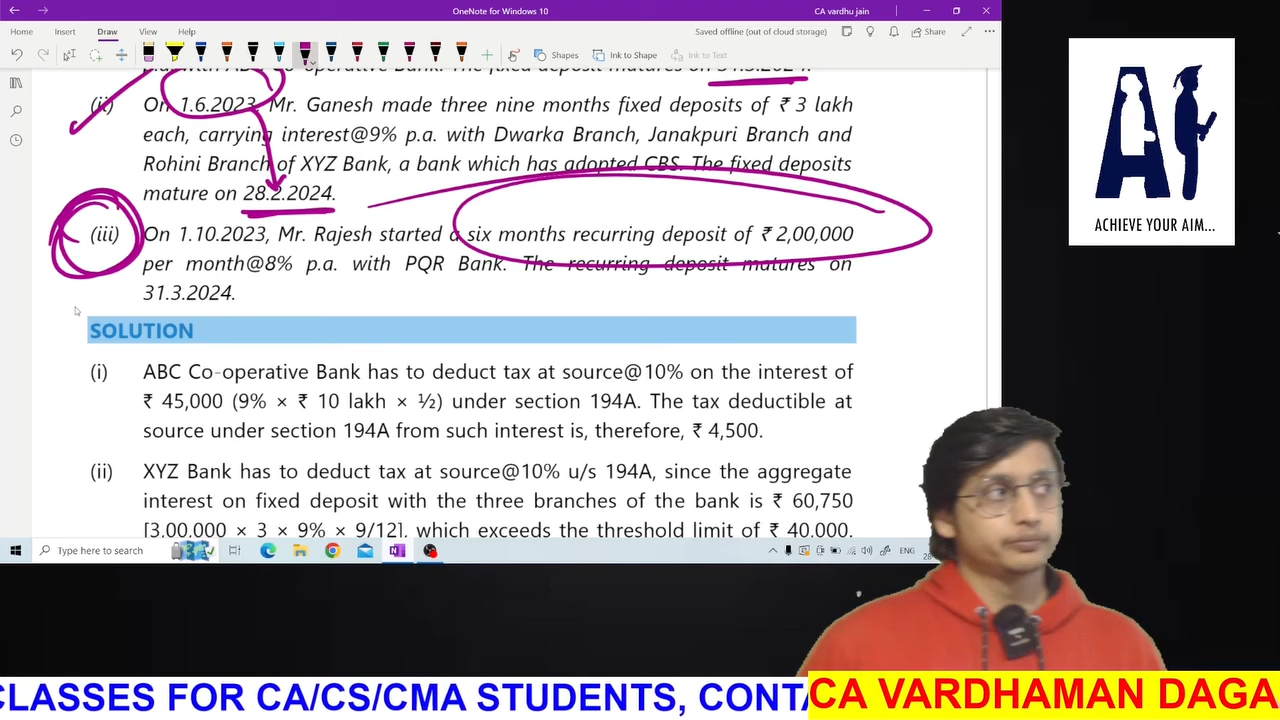 OneNote for Windows 10
CA vardhu jain
Home Insert Draw View Help
Saved offline (out of cloud storage)
Share
Shapes
Ink to Shape
Ink to Text
(ii) On 1.6.2023, Mr. Ganesh made three nine months fixed deposits of ₹ 3 lakh
each, carrying interest@9% p.a. with Dwarka Branch, Janakpuri Branch and
Rohini Branch of XYZ Bank, a bank which has adopted CBS. The fixed deposits
mature on 28.2.2024.
(iii) On 1.10.2023, Mr. Rajesh started a six months recurring deposit of ₹ 2,00,000
per month@8% p.a. with PQR Bank. The recurring deposit matures on
31.3.2024.
SOLUTION
(i) ABC Co-operative Bank has to deduct tax at source@10% on the interest of
₹ 45,000 (9% × ₹ 10 lakh × ½) under section 194A. The tax deductible at
source under section 194A from such interest is, therefore, ₹ 4,500.
(ii) XYZ Bank has to deduct tax at source@10% u/s 194A, since the aggregate
interest on fixed deposit with the three branches of the bank is ₹ 60,750
[3,00,000 × 3 × 9% × 9/12], which exceeds the threshold limit of ₹ 40,000.
Type here to search
ENG
A
ACHIEVE YOUR AIM...
CLASSES FOR CA/CS/CMA STUDENTS,
CA VARDHAMAN DAGA